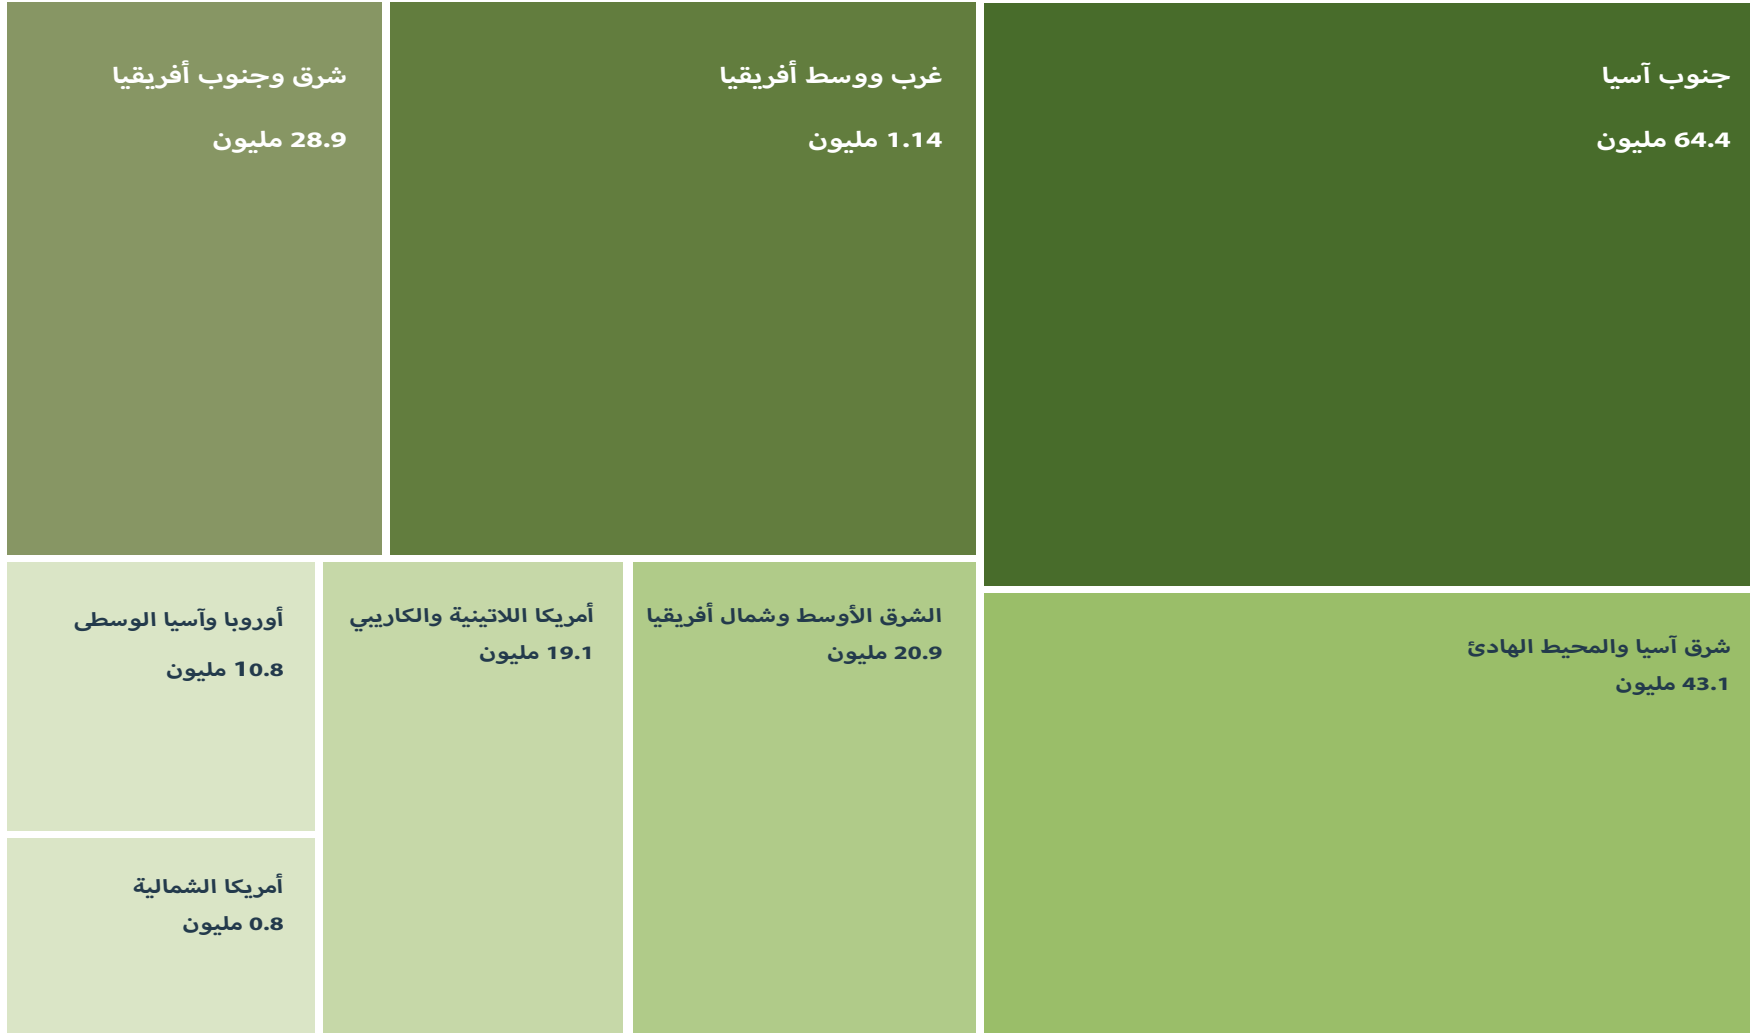 جنوب آسيا
64.4 مليون
غرب ووسط أفريقيا
1.14 مليون
شرق وجنوب أفريقيا
28.9 مليون
شرق آسيا والمحيط الهادئ
43.1 مليون
الشرق الأوسط وشمال أفريقيا
20.9 مليون
أمريكا اللاتينية والكاريبي
19.1 مليون
أوروبا وآسيا الوسطى
10.8 مليون
أمريكا الشمالية
0.8 مليون